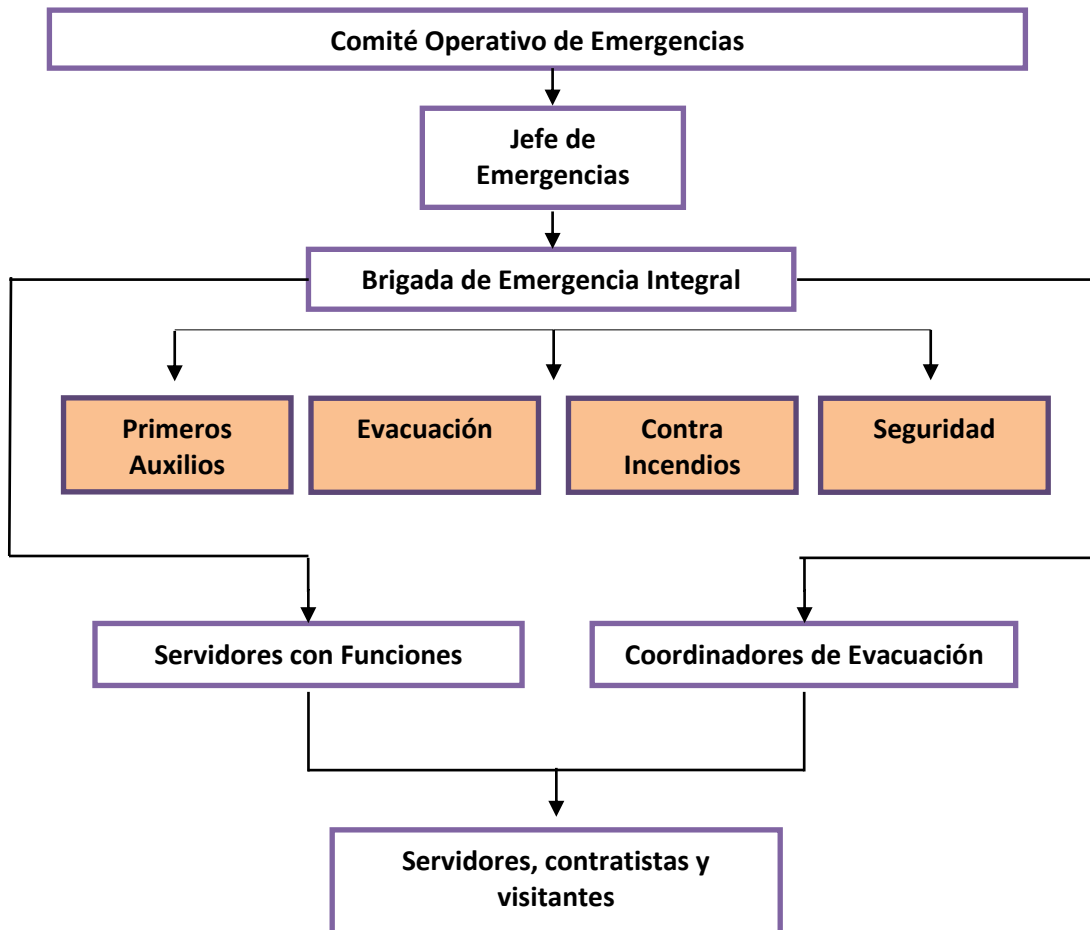 Comité Operativo de Emergencias
Jefe de
Emergencias
Brigada de Emergencia Integral
Primeros
Auxilios
Evacuación
Contra
Incendios
Seguridad
Servidores con Funciones
Coordinadores de Evacuación
Servidores, contratistas y
visitantes